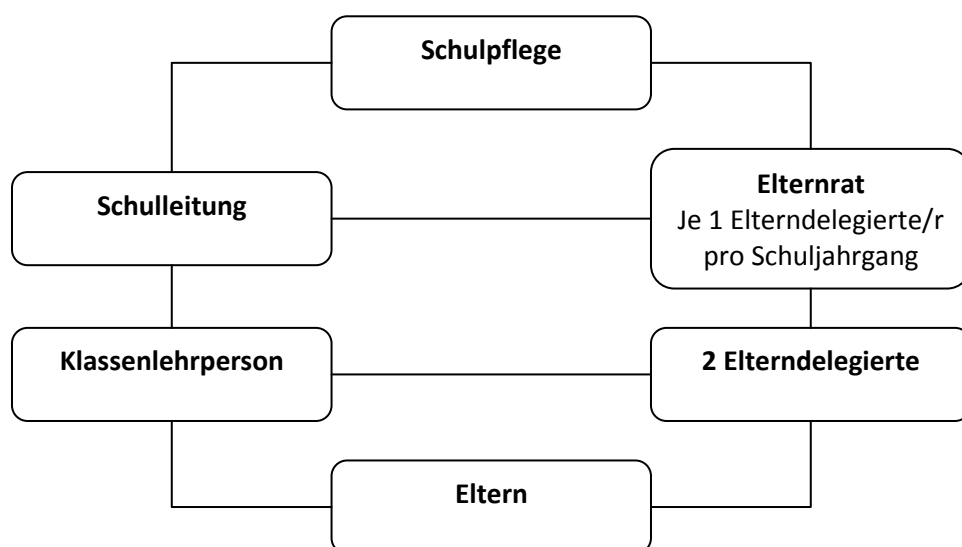 Schulpflege
Schulleitung
Elternrat
Je 1 Elterndelegierte/r
pro Schuljahrgang
Klassenlehrperson
2 Elterndelegierte
Eltern